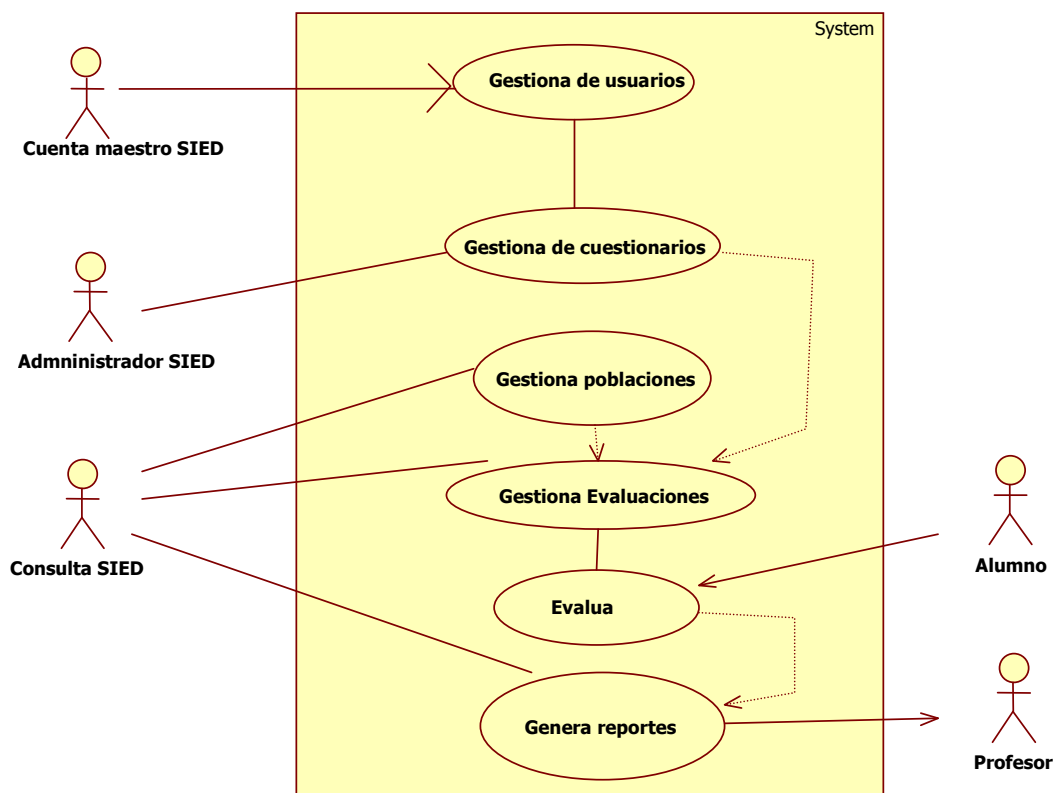 System
Gestiona de usuarios
Cuenta maestro SIED
Gestiona de cuestionarios
Admninistrador SIED
Gestiona poblaciones
Gestiona Evaluaciones
Consulta SIED
Alumno
Evalua
Genera reportes
Profesor